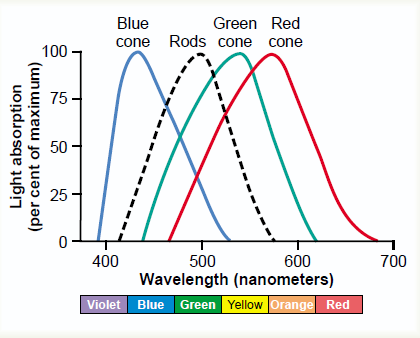 Blue cone Rods Green cone Red cone
100
75
50
25
0
Light absorption
(per cent of maximum)
400 500 600 700
Wavelength (nanometers)
Violet Blue Green Yellow Orange Red